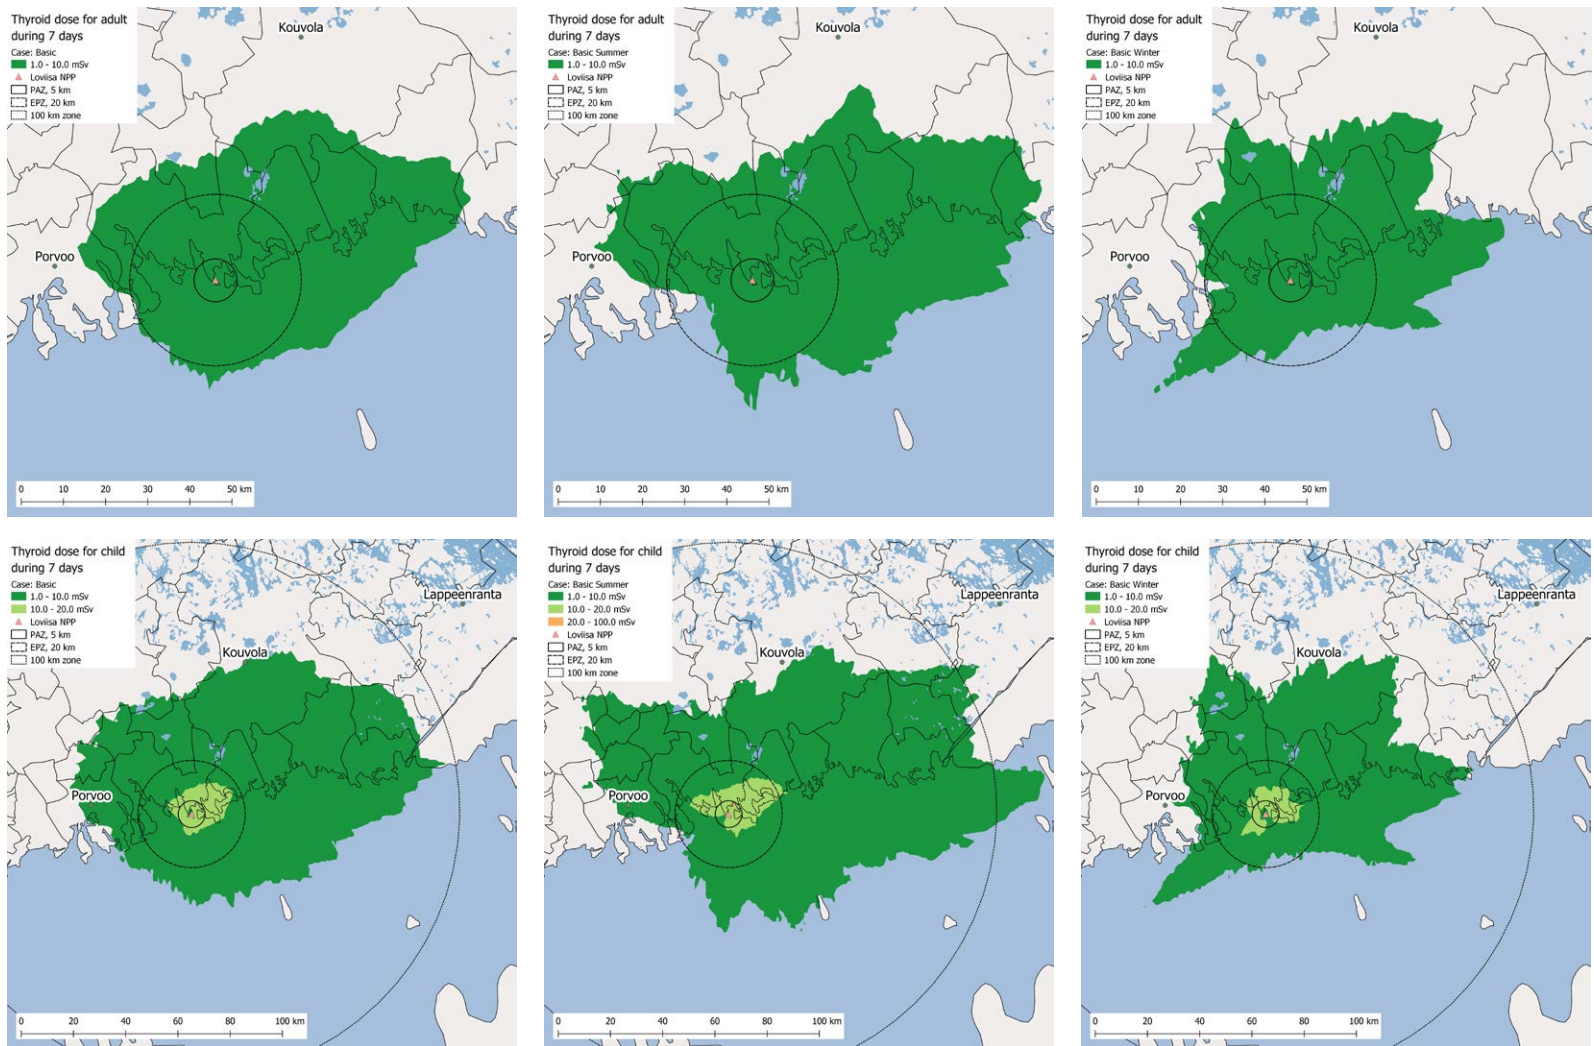 Thyroid dose for adult
during 7 days
Case: Basic
1.0 - 10.0 mSv
Loviisa NPP
PAZ, 5 km
EPZ, 20 km
100 km zone
Kouvola
Porvoo
0 10 20 30 40 50 km
Thyroid dose for adult
during 7 days
Case: Basic Summer
1.0 - 10.0 mSv
Loviisa NPP
PAZ, 5 km
EPZ, 20 km
100 km zone
Kouvola
Porvoo
0 10 20 30 40 50 km
Thyroid dose for adult
during 7 days
Case: Basic Winter
1.0 - 10.0 mSv
Loviisa NPP
PAZ, 5 km
EPZ, 20 km
100 km zone
Kouvola
Porvoo
0 10 20 30 40 50 km
Thyroid dose for child
during 7 days
Case: Basic
1.0 - 10.0 mSv
10.0 - 20.0 mSv
Loviisa NPP
PAZ, 5 km
EPZ, 20 km
100 km zone
Lappeenranta
Kouvola
Porvoo
0 20 40 60 80 100 km
Thyroid dose for child
during 7 days
Case: Basic Summer
1.0 - 10.0 mSv
10.0 - 20.0 mSv
20.0 - 100.0 mSv
Loviisa NPP
PAZ, 5 km
EPZ, 20 km
100 km zone
Lappeenranta
Kouvola
Porvoo
0 20 40 60 80 100 km
Thyroid dose for child
during 7 days
Case: Basic Winter
1.0 - 10.0 mSv
10.0 - 20.0 mSv
Loviisa NPP
PAZ, 5 km
EPZ, 20 km
100 km zone
Lappeenranta
Kouvola
Porvoo
0 20 40 60 80 100 km